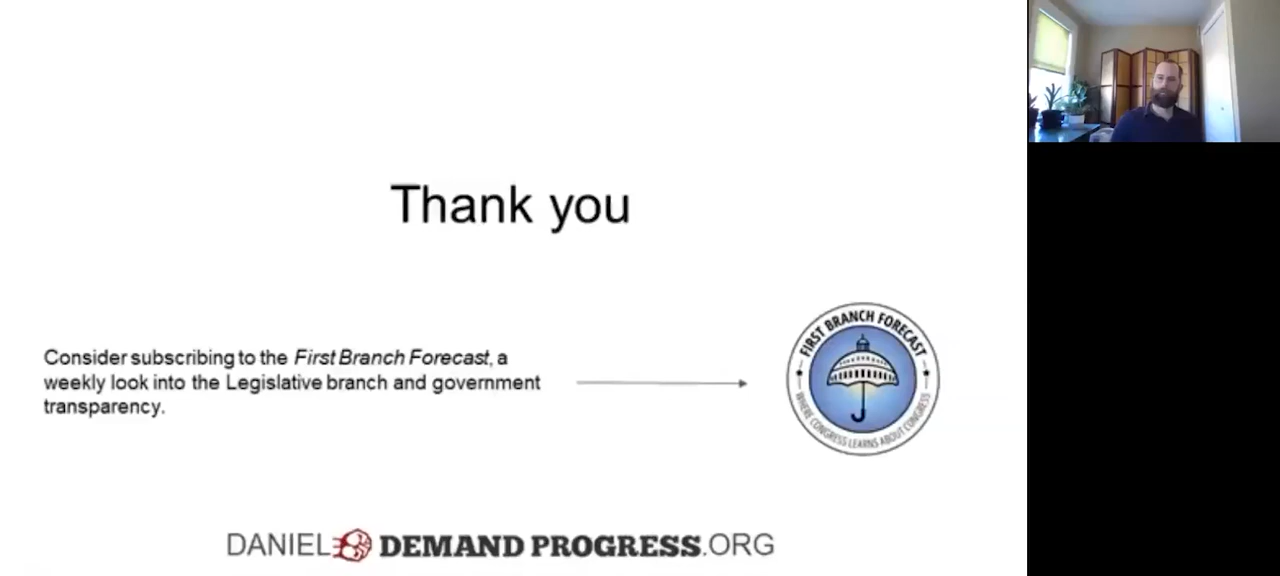 Thank you
Consider subscribing to the First Branch Forecast, a
weekly look into the Legislative branch and government
transparency.
FIRST BRANCH FORECAST
WHERE CONGRESS LEARNS ABOUT CONGRESS
DANIEL DEMAND PROGRESS.ORG